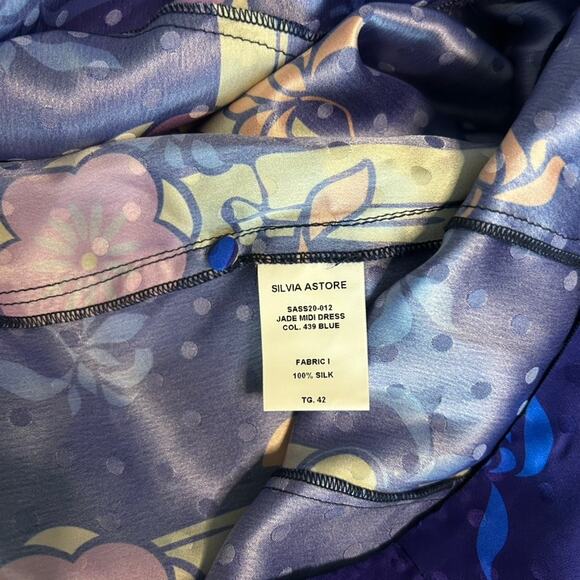 SILVIA ASTORE
SASS20-012
JADE MIDI DRESS
COL. 439 BLUE
FABRIC I
100% SILK
TG. 42